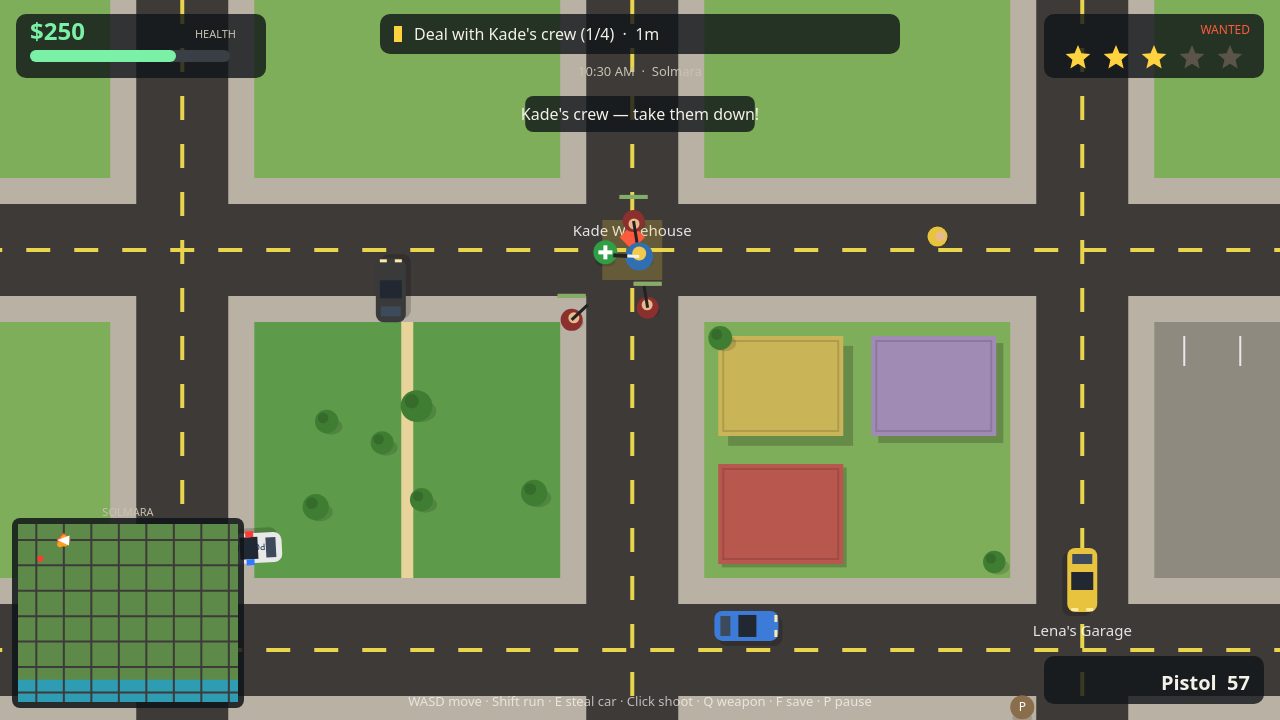 $250
HEALTH
Deal with Kade's crew (1/4) · 1m
WANTED
10:30 AM · Solmara
Kade's crew — take them down!
Kade
SOLMARA
Lena's Garage
Pistol 57
WASD move · Shift run · E steal car · Click shoot · Q weapon · F save · P pause
P